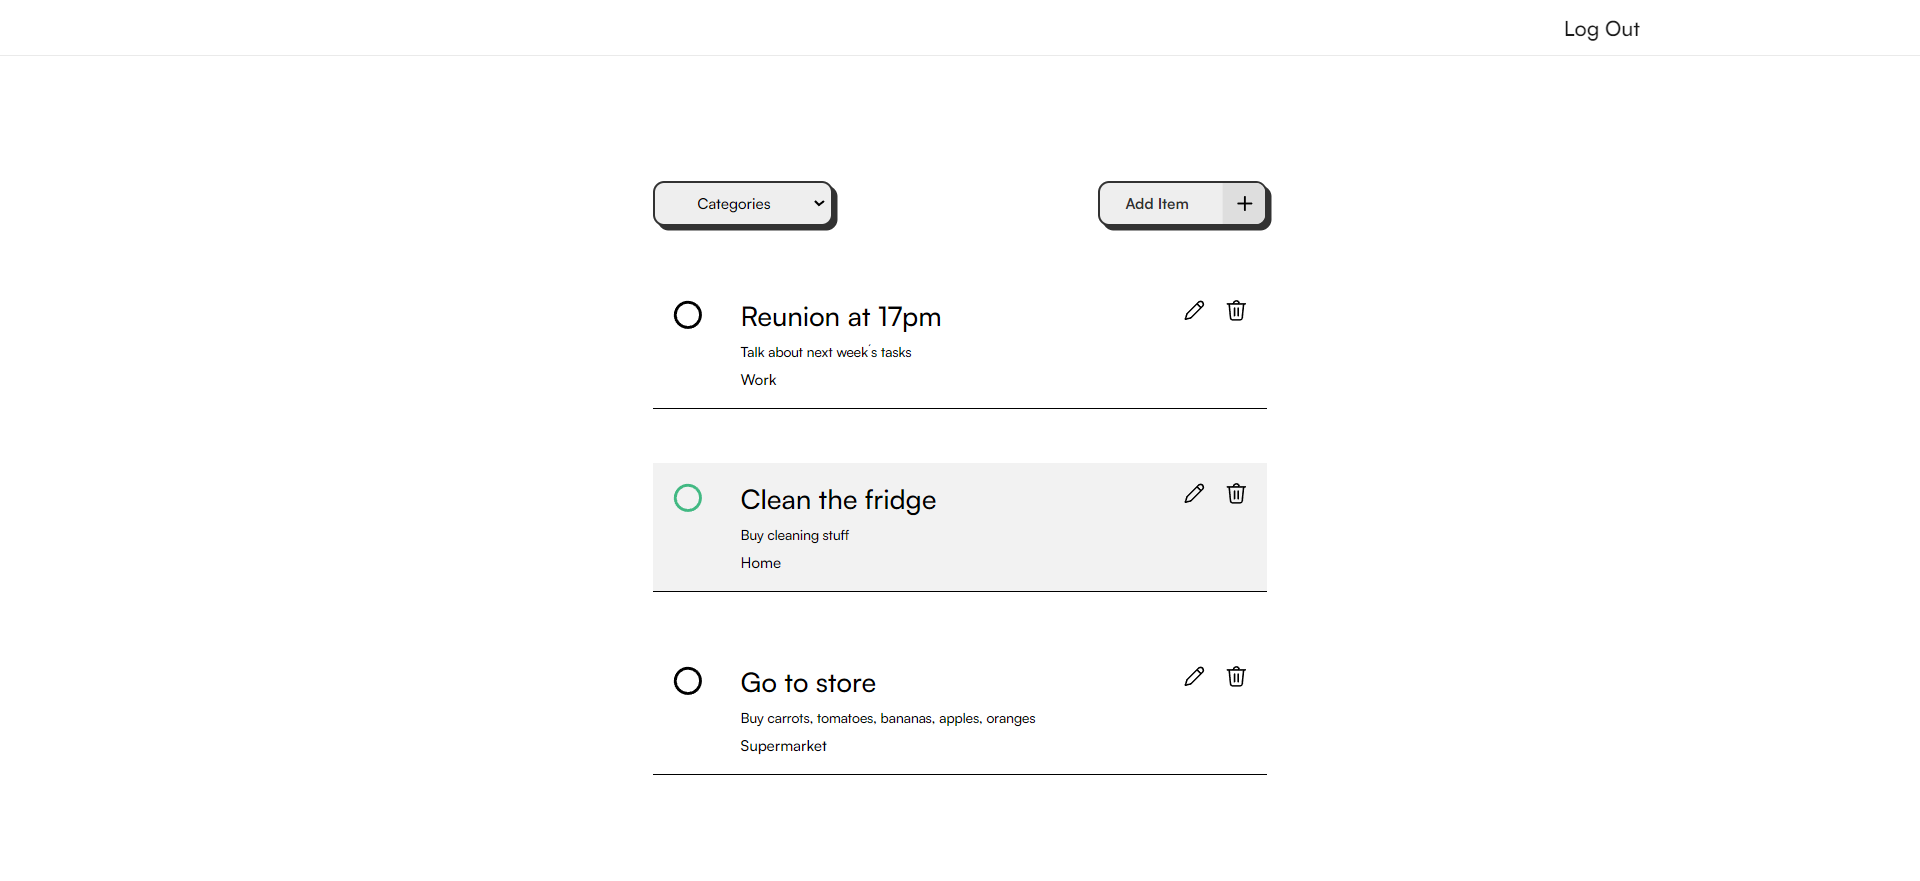 Log Out
Categories
Add Item
Reunion at 17pm
Talk about next week´s tasks
Work
Clean the fridge
Buy cleaning stuff
Home
Go to store
Buy carrots, tomatoes, bananas, apples, oranges
Supermarket